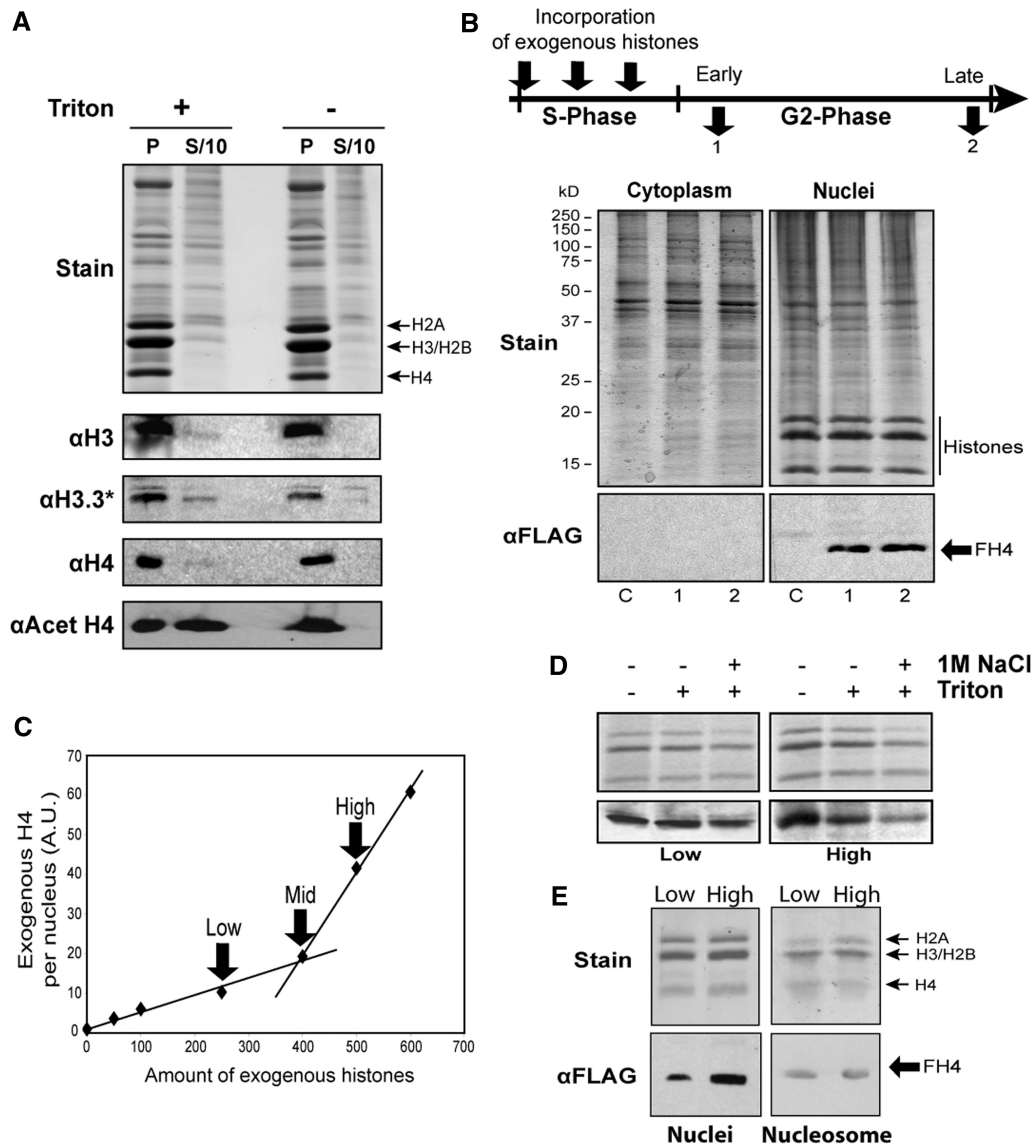 A
Triton + -
P S/10 P S/10
Stain
H2A
H3/H2B
H4
αH3
αH3.3*
αH4
αAcet H4
B
Incorporation
of exogenous histones
Early
Late
S-Phase
G2-Phase
1
2
kD
Cytoplasm
Nuclei
250
150
100
75
50
37
25
20
15
Stain
Histones
αFLAG
FH4
C 1 2 C 1 2
C
Exogenous H4
per nucleus (A.U.)
70
60
50
40
30
20
10
0
Low
Mid
High
0 100 200 300 400 500 600 700
Amount of exogenous histones
D
- - + - - + 1M NaCl
- + + - + + Triton
Low
High
E
Low High Low High
Stain
H2A
H3/H2B
H4
αFLAG
FH4
Nuclei
Nucleosome